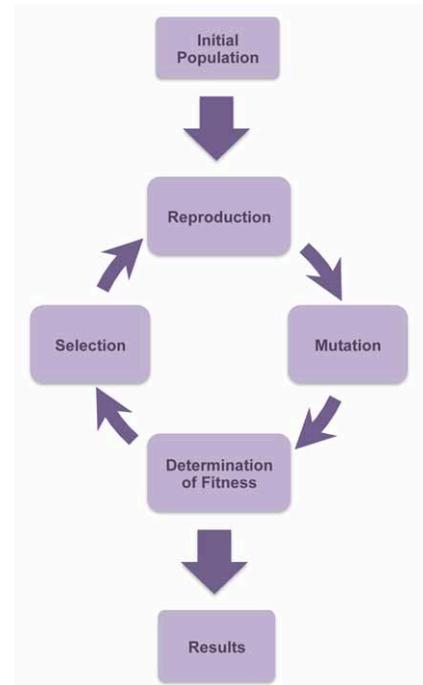 Initial
Population
Reproduction
Selection
Mutation
Determination
of Fitness
Results